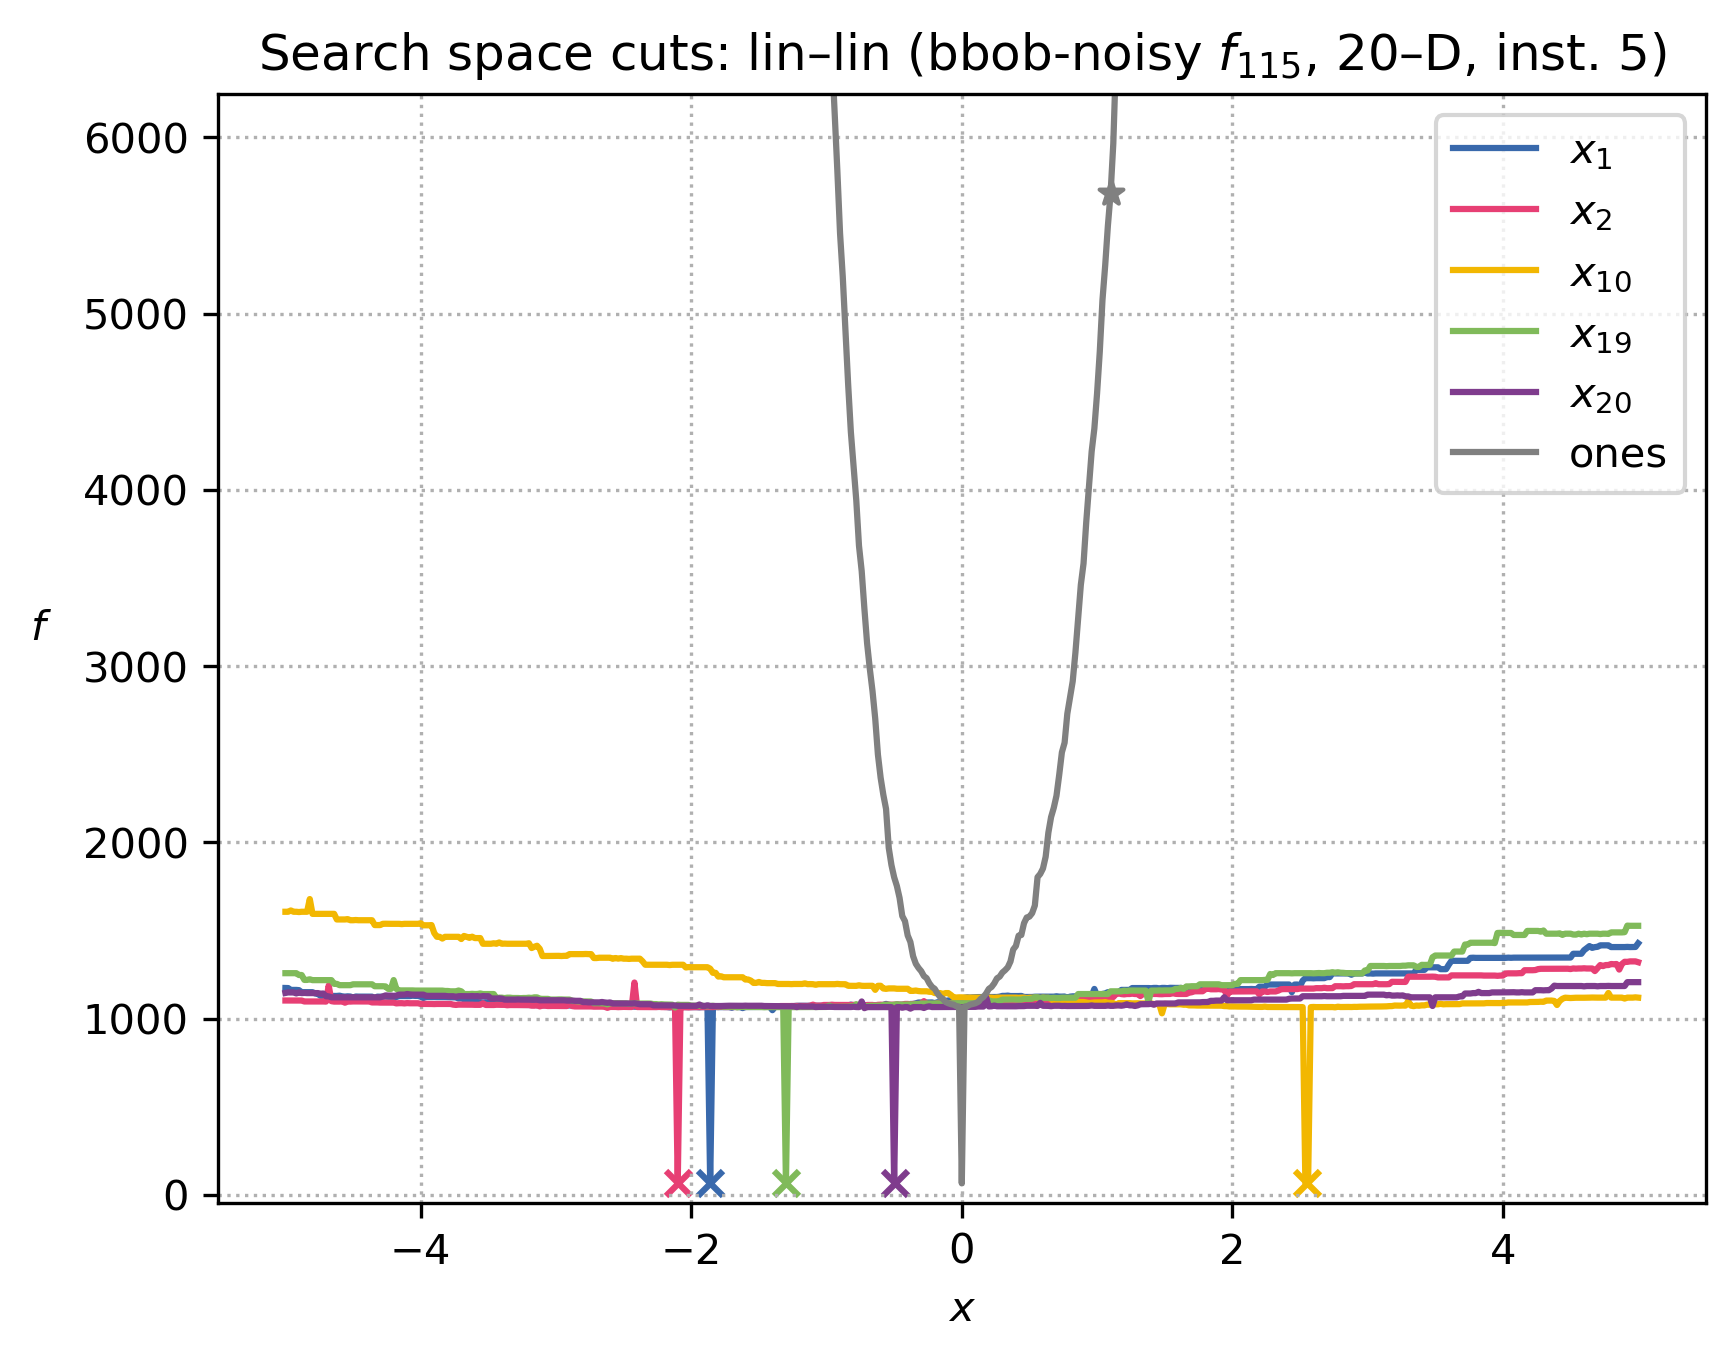 Search space cuts: lin–lin (bbob-noisy f₁₁₅, 20–D, inst. 5)
6000
5000
4000
3000
2000
1000
0
f
−4
−2
0
2
4
x
x₁
x₂
x₁₀
x₁₉
x₂₀
ones